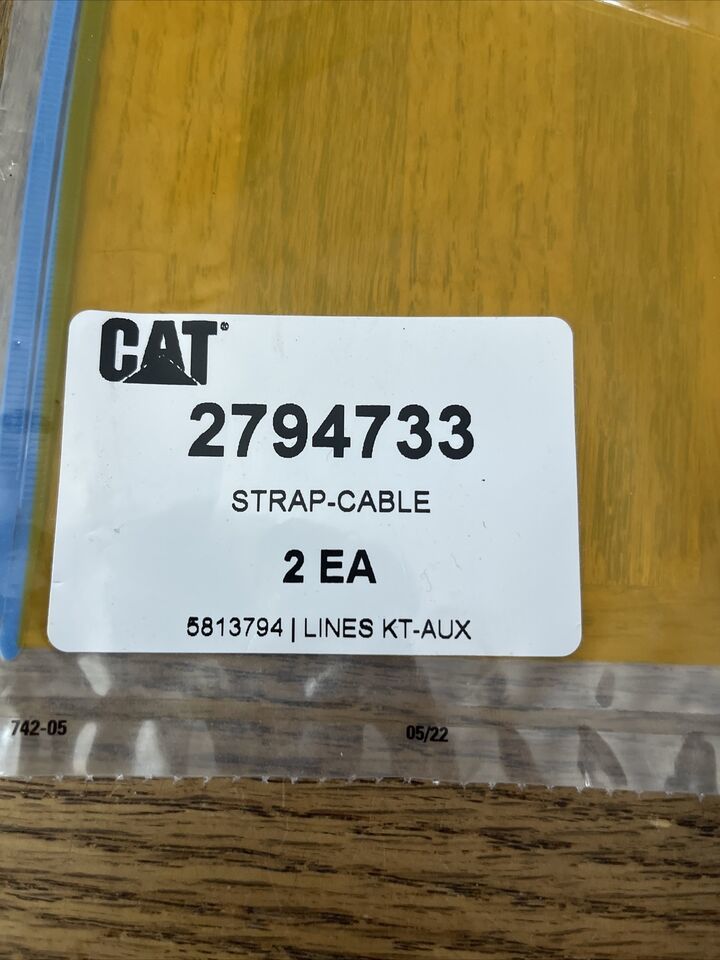 CAT®
2794733
STRAP-CABLE
2 EA
5813794 | LINES KT-AUX
742-05
05/22